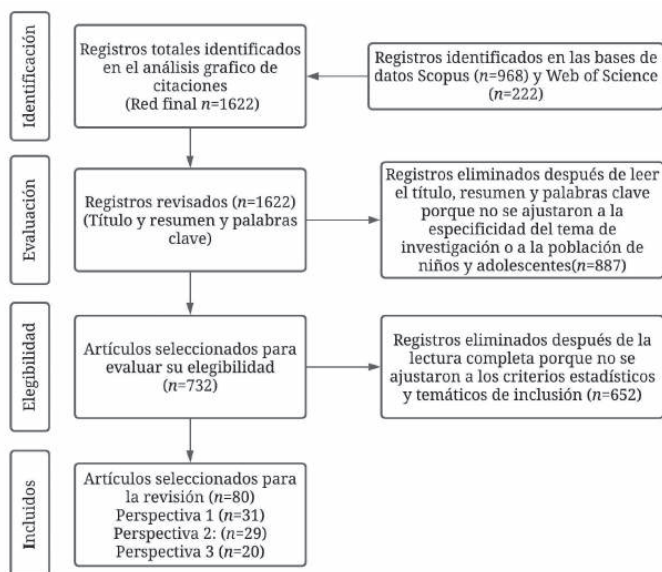 Identificación
Registros totales identificados
en el análisis grafico de
citaciones
(Red final n=1622)
Registros identificados en las bases de
datos Scopus (n=968) y Web of Science
(n=222)
Evaluación
Registros revisados (n=1622)
(Título y resumen y palabras
clave)
Registros eliminados después de leer
el título, resumen y palabras clave
porque no se ajustaron a la
especificidad del tema de
investigación o a la población de
niños y adolescentes(n=887)
Elegibilidad
Artículos seleccionados para
evaluar su elegibilidad
(n=732)
Registros eliminados después de la
lectura completa porque no se
ajustaron a los criterios estadísticos
y temáticos de inclusión (n=652)
Incluidos
Artículos seleccionados para
la revisión (n=80)
Perspectiva 1 (n=31)
Perspectiva 2: (n=29)
Perspectiva 3 (n=20)